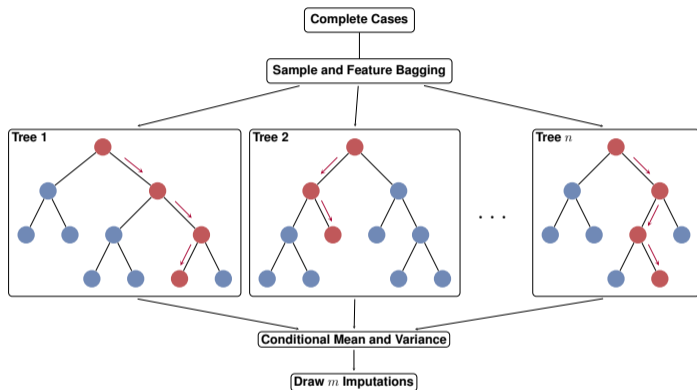 Complete Cases
Sample and Feature Bagging
Tree 1
Tree 2
Tree n
. . .
Conditional Mean and Variance
Draw m Imputations